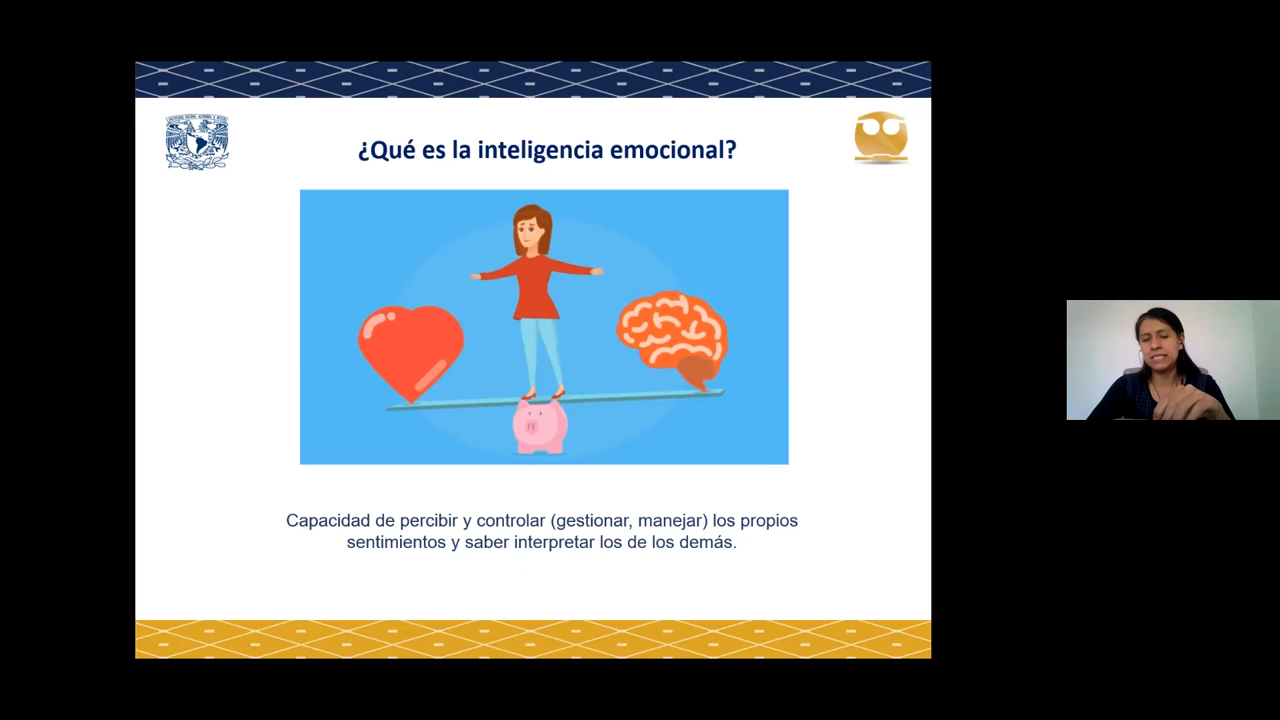 ¿Qué es la inteligencia emocional?
Capacidad de percibir y controlar (gestionar, manejar) los propios
sentimientos y saber interpretar los de los demás.